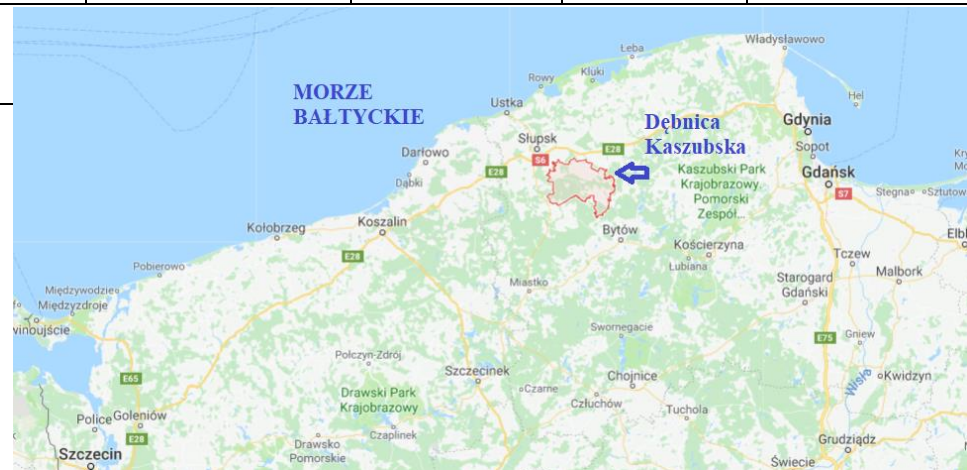 Władysławowo
Łeba
Hel
Rowy
Kluki
MORZE
BAŁTYCKIE
Ustka
Gdynia
Dębnica
Kaszubska
Słupsk
E28
Sopot
Darłowo
S6
E28
Kaszubski Park
Krajobrazowy
Pomorski
Zespół...
Gdańsk
S7
Dąbki
Stegna
Kołobrzeg
Koszalin
Bytów
Kościerzyna
E28
Tczew
Łubiana
Malbork
Pobierowo
Starogard
Gdański
Miastko
Międzywodzie
Międzyzdroje
winoujście
Swornegacie
E75
Gniew
Połczyn-Zdrój
Szczecinek
Chojnice
Wisła
Kwidzyn
E65
Drawski Park
Krajobrazowy
Czarne
Człuchów
Tuchola
Police
Goleniów
E28
Czaplinek
Drawsko
Pomorskie
Grudziądz
Szczecin
Świecie